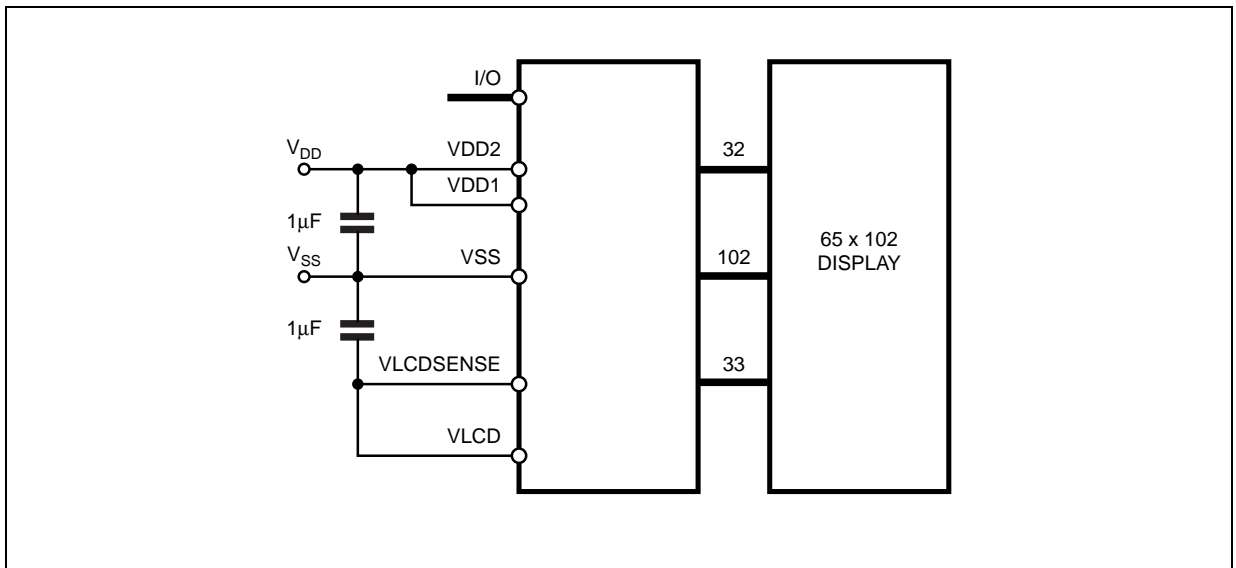 I/O
VDD
VDD2
VDD1
1μF
VSS
VSS
1μF
VLCDSENSE
VLCD
32
102
33
65 x 102
DISPLAY